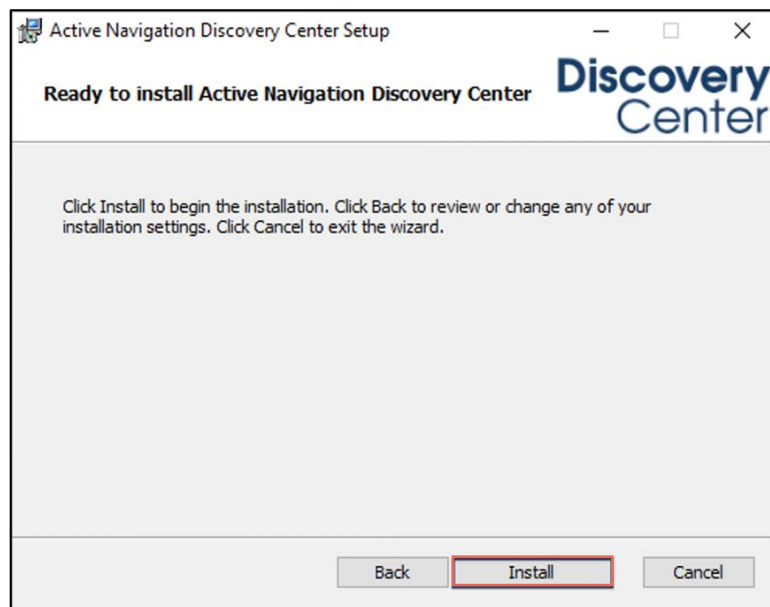 Active Navigation Discovery Center Setup
Ready to install Active Navigation Discovery Center
Discovery
Center
Click Install to begin the installation. Click Back to review or change any of your
installation settings. Click Cancel to exit the wizard.
Back Install Cancel